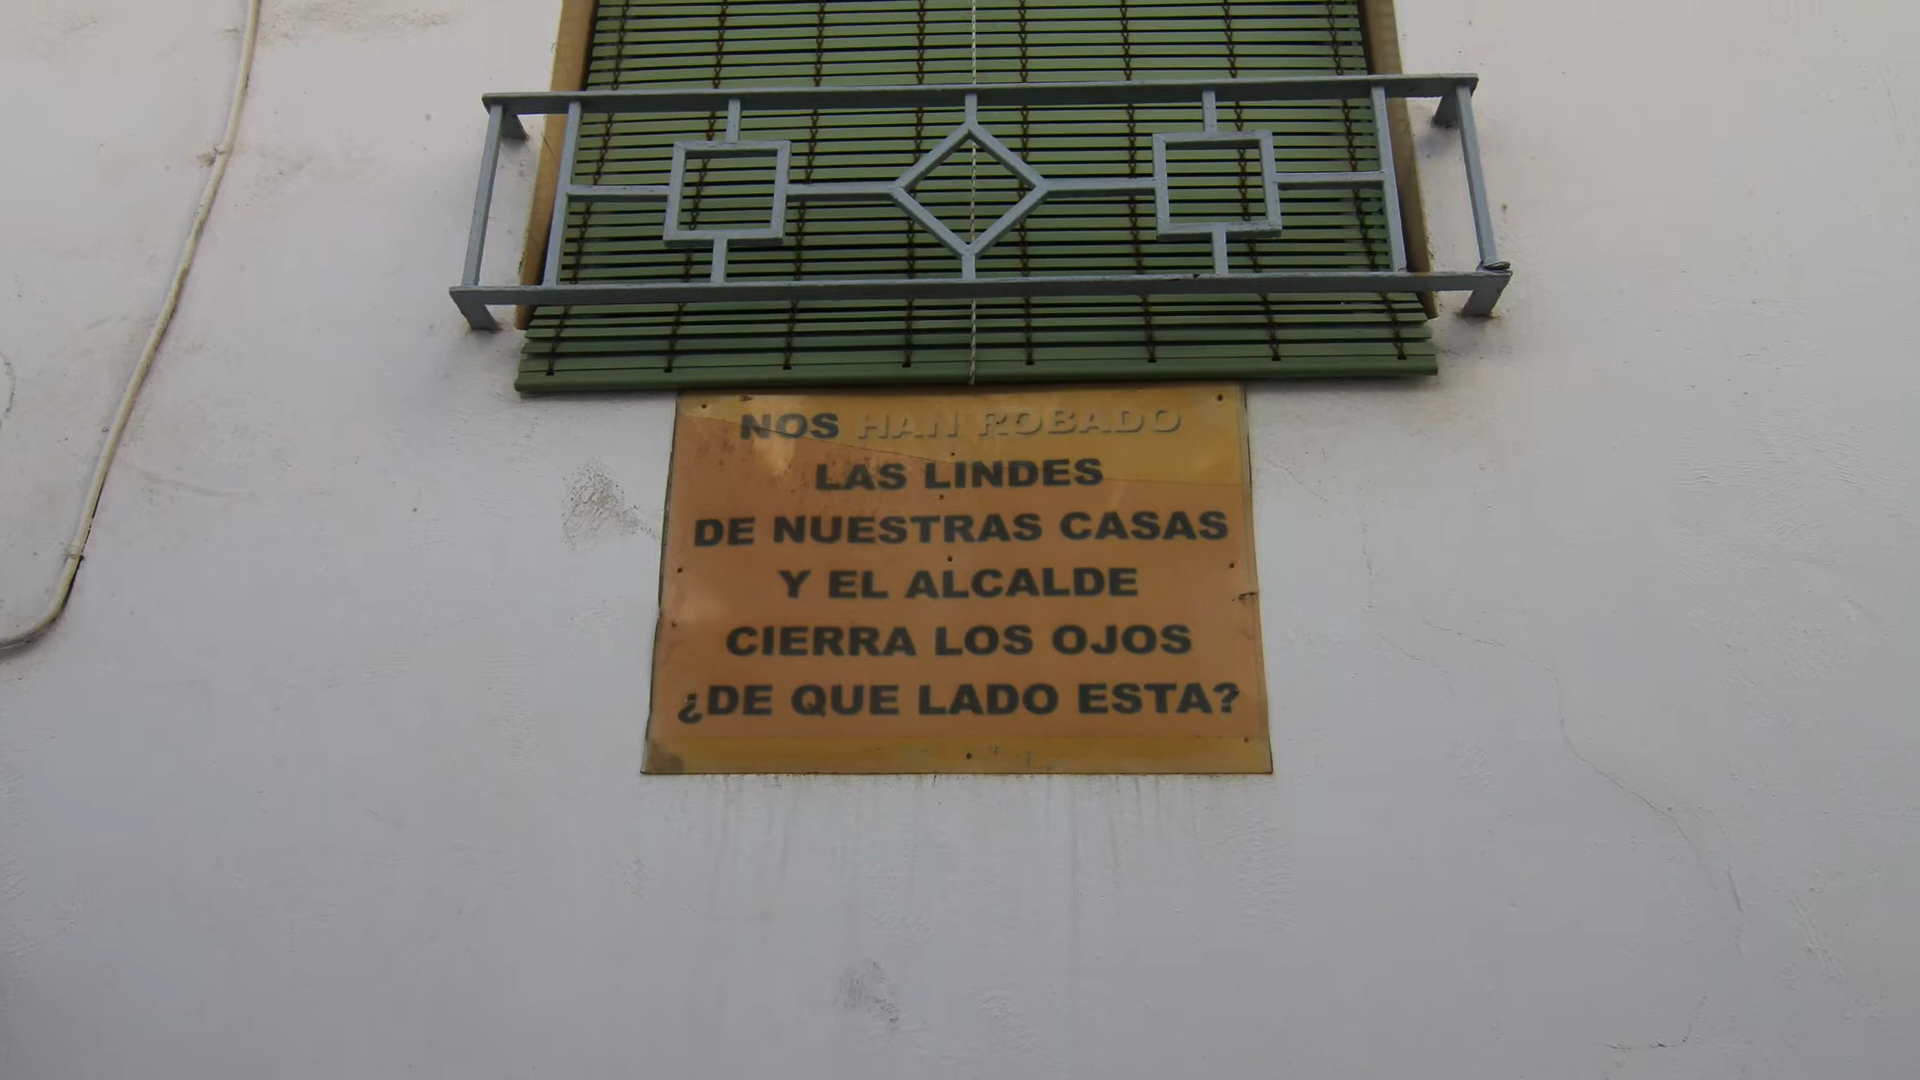 NOS HAN ROBADO
LAS LINDES
DE NUESTRAS CASAS
Y EL ALCALDE
CIERRA LOS OJOS
¿DE QUE LADO ESTA?